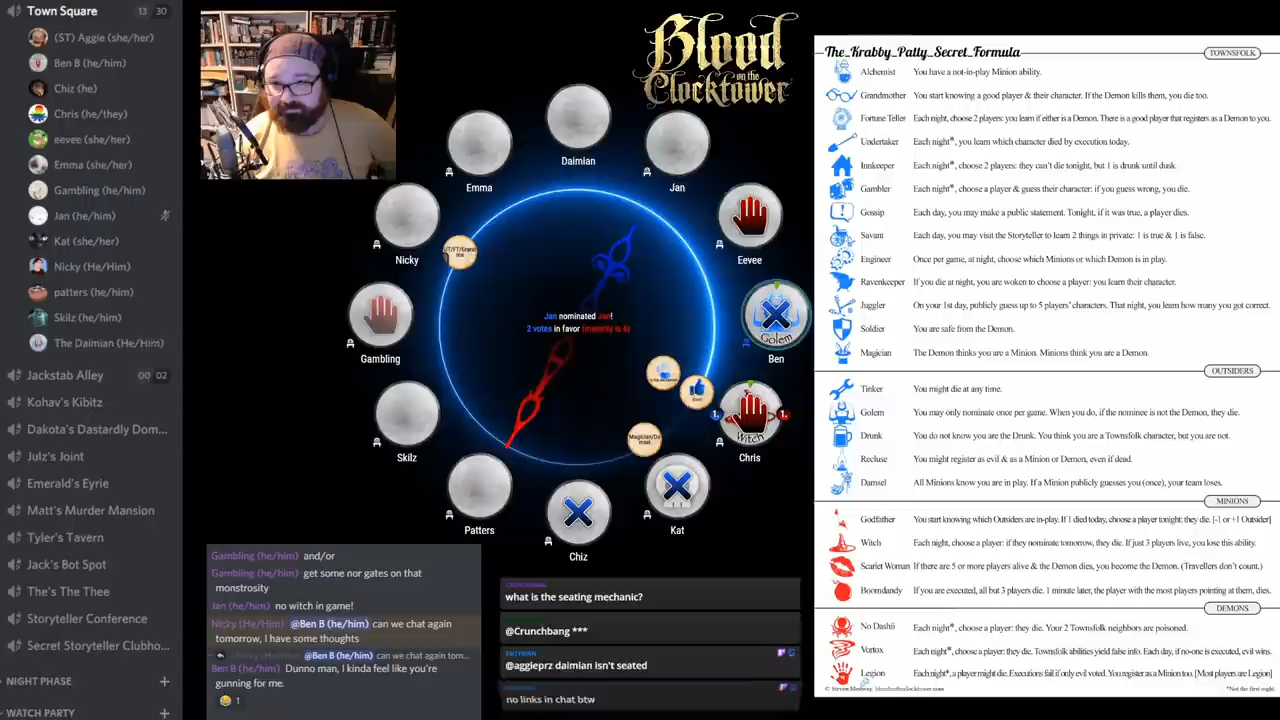 Town Square 13 30
(ST) Aggie (she/her)
Ben B (he/him)
Chiz (he)
Chris (he/they)
eevee (she/her)
Emma (she/her)
Gambling (he/him)
Jan (he/him)
Kat (she/her)
Nicky (He/Him)
patters (he/him)
Skilz (he/him)
The Daimian (He/Him)
Jackstab Alley 00 02
Kohav's Kibitz
Dakota's Dastardly Dom...
Julz's Joint
Emerald's Eyrie
Matt's Murder Mansion
Tyler's Tavern
Jack's Bot Spot
The's The Thee
Storyteller Conference
Secret Storyteller Clubho...
NIGHT PHASE
WATCH PARTY
Blood
on the
Clocktower
Daimian
Emma
Jan
Nicky
Eevee
Gambling
Golem
Ben
Skilz
Witch
Chris
Patters
Kat
Chiz
Jan nominated Jan!
2 votes in favor (majority is 6)
Gambling (he/him) and/or
Gambling (he/him) get some nor gates on that
monstrosity
Jan (he/him) no witch in game!
Nicky (He/Him) @Ben B (he/him) can we chat again
tomorrow, I have some thoughts
@Ben B (he/him) can we chat again tom...
Ben B (he/him) Dunno man, I kinda feel like you're
gunning for me.
1
what is the seating mechanic?
@Crunchbang ***
@aggieprz daimian isn't seated
no links in chat btw
The_Krabby_Patty_Secret_Formula
TOWNSFOLK
Alchemist You have a not-in-play Minion ability.
Grandmother You start knowing a good player & their character. If the Demon kills them, you die too.
Fortune Teller Each night, choose 2 players: you learn if either is a Demon. There is a good player that registers as a Demon to you.
Undertaker Each night*, you learn which character died by execution today.
Innkeeper Each night*, choose 2 players: they can't die tonight, but 1 is drunk until dusk.
Gambler Each night*, choose a player & guess their character: if you guess wrong, you die.
Gossip Each day, you may make a public statement. Tonight, if it was true, a player dies.
Savant Each day, you may visit the Storyteller to learn 2 things in private: 1 is true & 1 is false.
Engineer Once per game, at night, choose which Minions or which Demon is in play.
Ravenkeeper If you die at night, you are woken to choose a player: you learn their character.
Juggler On your 1st day, publicly guess up to 5 players' characters. That night, you learn how many you got correct.
Soldier You are safe from the Demon.
Magician The Demon thinks you are a Minion. Minions think you are a Demon.
OUTSIDERS
Tinker You might die at any time.
Golem You may only nominate once per game. When you do, if the nominee is not the Demon, they die.
Drunk You do not know you are the Drunk. You think you are a Townsfolk character, but you are not.
Recluse You might register as evil & as a Minion or Demon, even if dead.
Damsel All Minions know you are in play. If a Minion publicly guesses you (once), your team loses.
MINIONS
Godfather You start knowing which Outsiders are in-play. If 1 died today, choose a player tonight: they die. [-1 or +1 Outsider]
Witch Each night, choose a player: if they nominate tomorrow, they die. If just 3 players live, you lose this ability.
Scarlet Woman If there are 5 or more players alive & the Demon dies, you become the Demon. (Travellers don't count.)
Boomdandy If you are executed, all but 3 players die. 1 minute later, the player with the most players pointing at them, dies.
DEMONS
No Dashii Each night*, choose a player: they die. Your 2 Townsfolk neighbors are poisoned.
Vortox Each night*, choose a player: they die. Townsfolk abilities yield false info. Each day, if no-one is executed, evil wins.
Legion Each night*, a player might die. Executions fail if only evil voted. You register as a Minion too. [Most players are Legion]
© Steven Medway, bloodontheclocktower.com
*Not the first night.